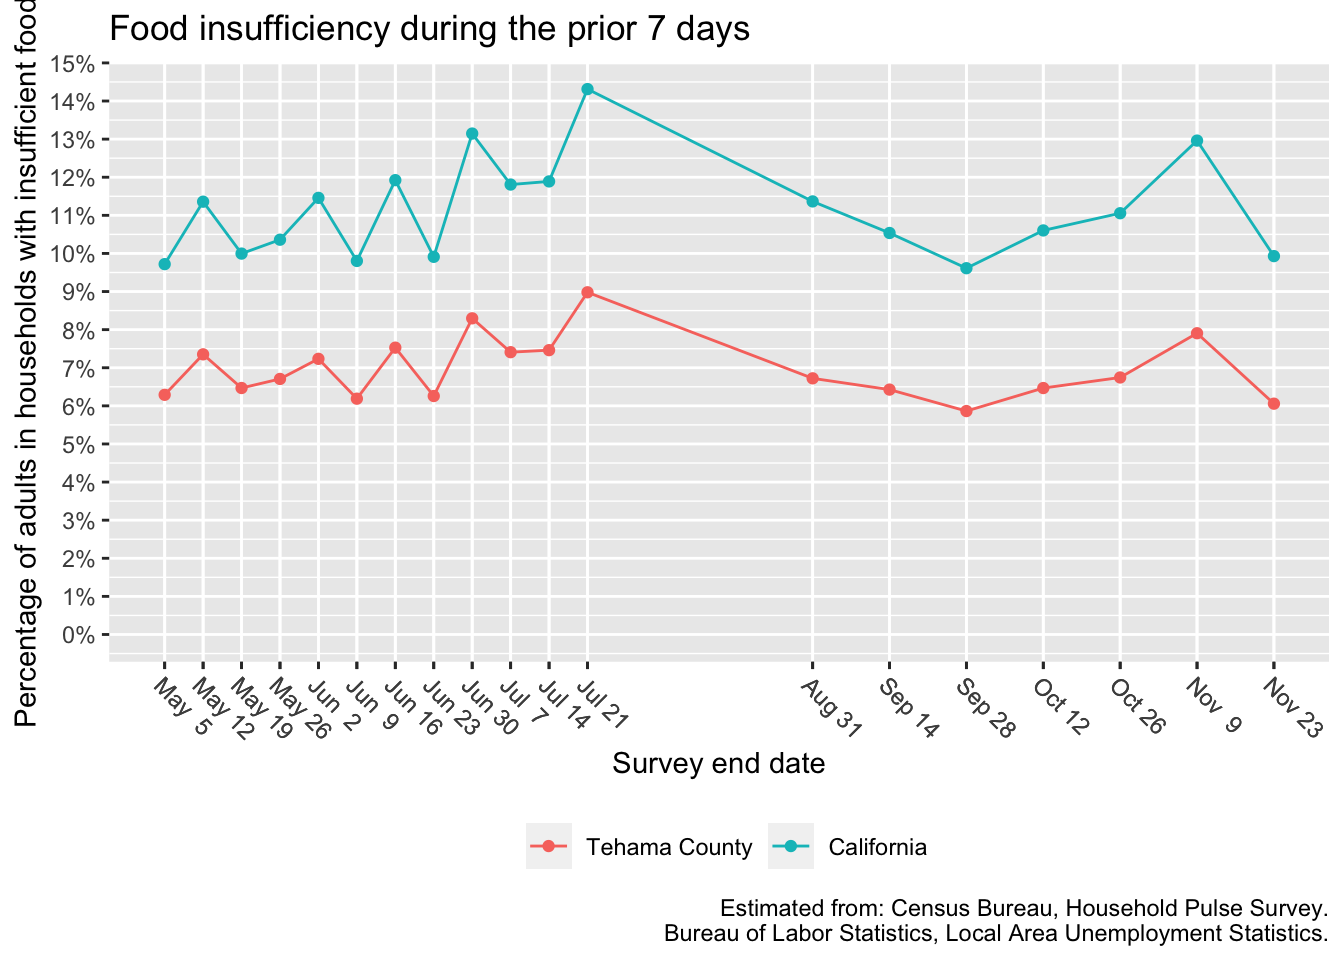 Food insufficiency during the prior 7 days
Percentage of adults in households with insufficient food
15%
14%
13%
12%
11%
10%
9%
8%
7%
6%
5%
4%
3%
2%
1%
0%
May 5
May 12
May 19
May 26
Jun 2
Jun 9
Jun 16
Jun 23
Jun 30
Jul 7
Jul 14
Jul 21
Aug 31
Sep 14
Sep 28
Oct 12
Oct 26
Nov 9
Nov 23
Survey end date
Tehama County
California
Estimated from: Census Bureau, Household Pulse Survey.
Bureau of Labor Statistics, Local Area Unemployment Statistics.